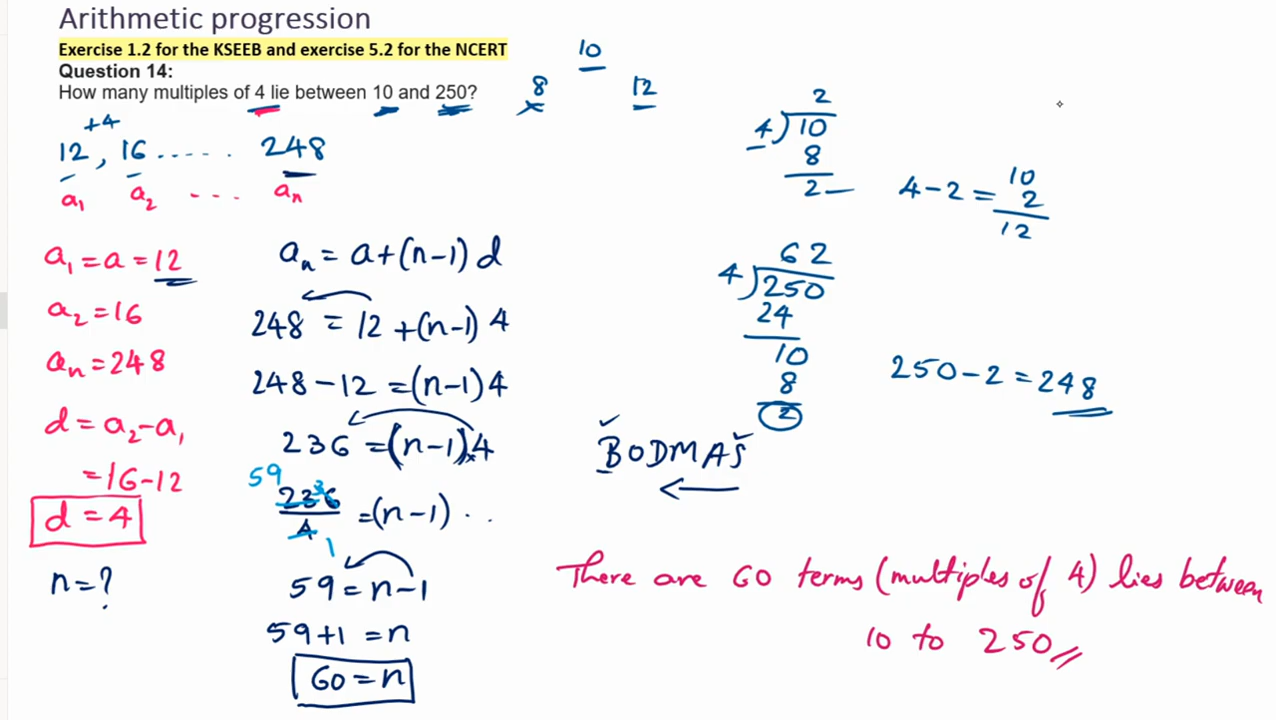 Arithmetic progression
Exercise 1.2 for the KSEEB and exercise 5.2 for the NCERT
Question 14:
How many multiples of 4 lie between 10 and 250?
8 10 12
+4
12, 16 ..... . 248
a₁ a₂ - - . . aₙ
a₁ = a = 12
a₂ = 16
aₙ = 248
d = a₂ - a₁
= 16 - 12
d = 4
n = ?
aₙ = a + (n-1) d
248 = 12 + (n-1) 4
248 - 12 = (n-1) 4
236 = (n-1) × 4
59
236 3
4 = (n-1) . .
1
59 = n - 1
59 + 1 = n
60 = n
2
4) 10
8
2
4 - 2 = 2
10
12
62
4) 250
24
10
8
2
250 - 2 = 248
BODMAS
There are 60 terms (multiples of 4) lies between
10 to 250 //